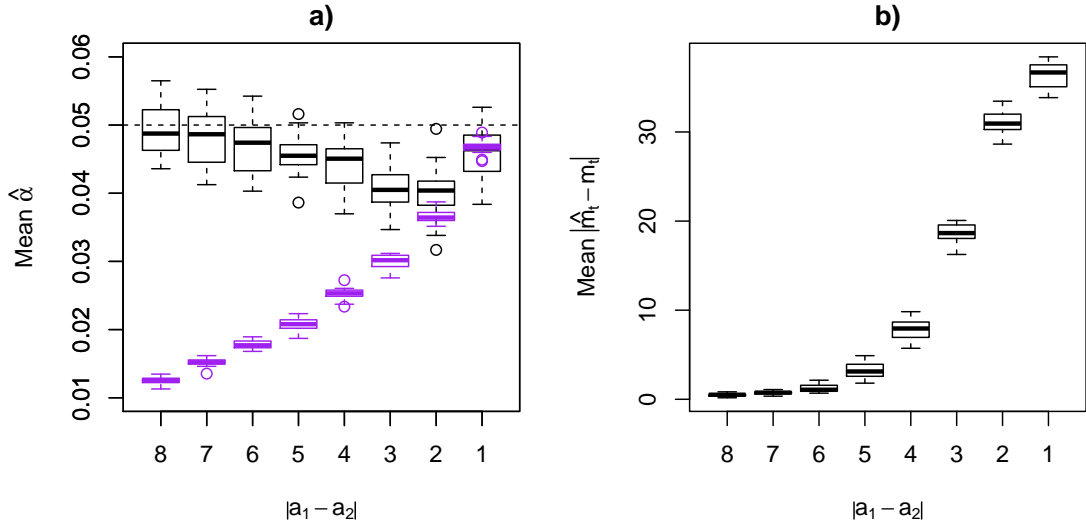 a)
Mean α̂
0.01 0.02 0.03 0.04 0.05 0.06
8 7 6 5 4 3 2 1
|a₁ − a₂|
b)
Mean |m̂ₜ − mₜ|
0 10 20 30
8 7 6 5 4 3 2 1
|a₁ − a₂|